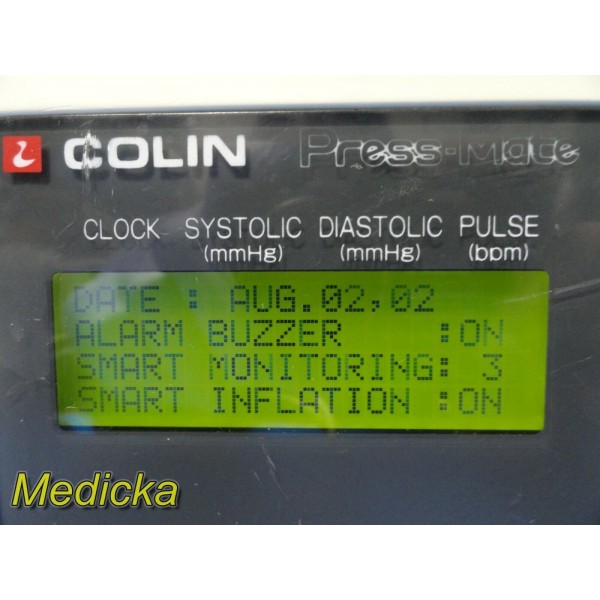 COLIN Press-Mate
CLOCK SYSTOLIC DIASTOLIC PULSE
(mmHg) (mmHg) (bpm)
DATE : AUG.02,02
ALARM BUZZER :ON
SMART MONITORING: 3
SMART INFLATION :ON
Medicka